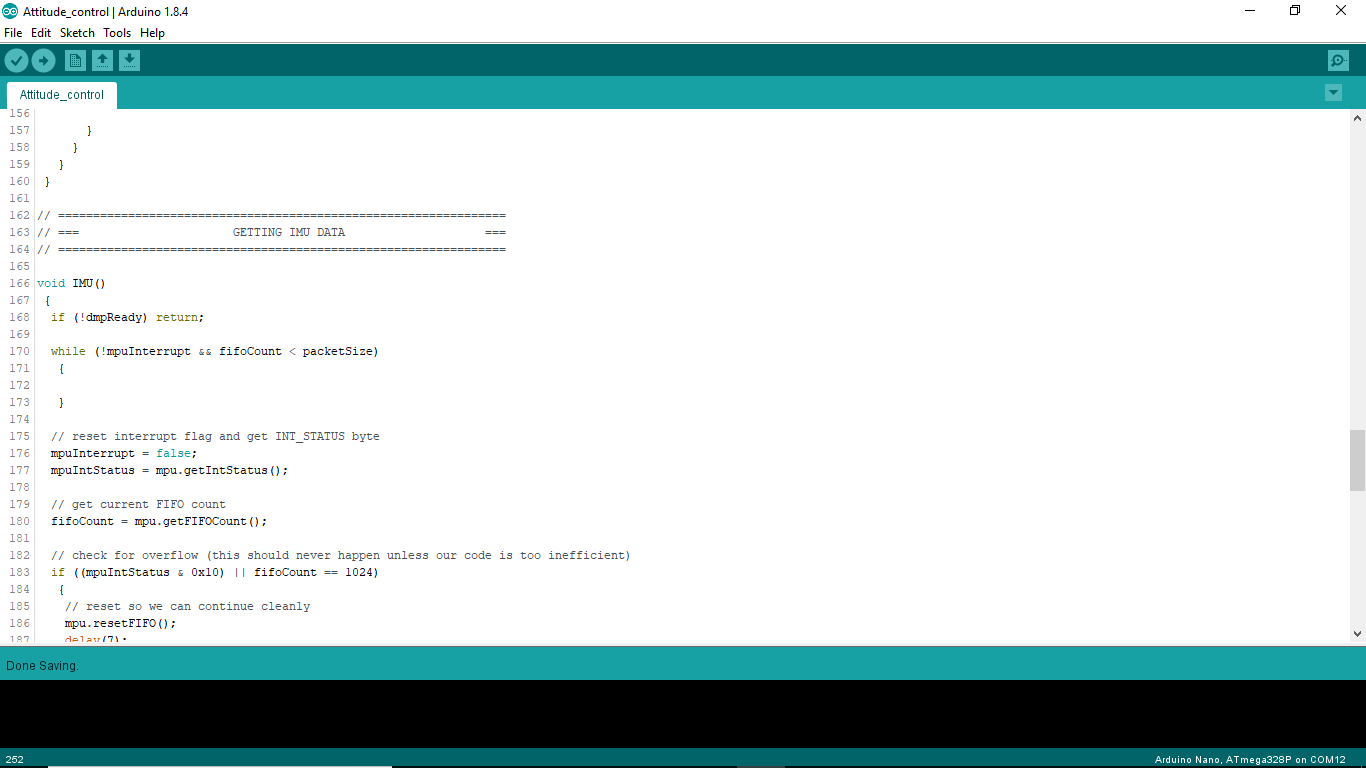 Attitude_control | Arduino 1.8.4
File Edit Sketch Tools Help
Attitude_control
156
157 }
158 }
159 }
160 }
161
162 // ================================================================
163 // === GETTING IMU DATA ===
164 // ================================================================
165
166 void IMU()
167 {
168 if (!dmpReady) return;
169
170 while (!mpuInterrupt && fifoCount < packetSize)
171 {
172
173 }
174
175 // reset interrupt flag and get INT_STATUS byte
176 mpuInterrupt = false;
177 mpuIntStatus = mpu.getIntStatus();
178
179 // get current FIFO count
180 fifoCount = mpu.getFIFOCount();
181
182 // check for overflow (this should never happen unless our code is too inefficient)
183 if ((mpuIntStatus & 0x10) || fifoCount == 1024)
184 {
185 // reset so we can continue cleanly
186 mpu.resetFIFO();
187 delay(7);
Done Saving.
252
Arduino Nano, ATmega328P on COM12